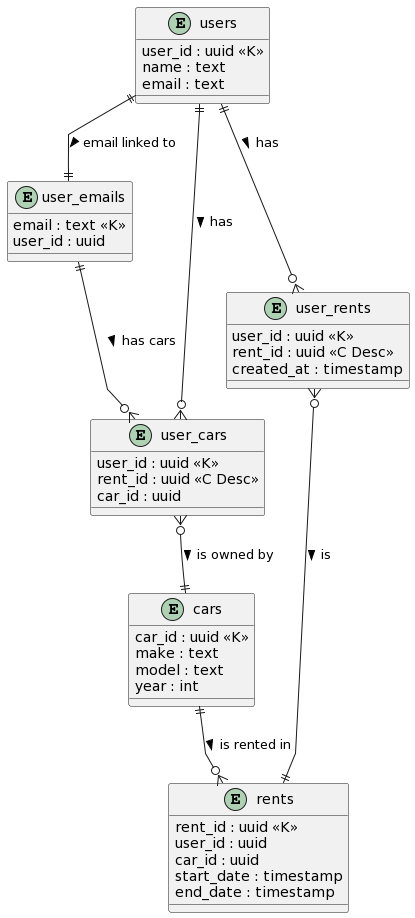 E users
user_id : uuid «K»
name : text
email : text
email linked to
has
E user_emails
email : text «K»
user_id : uuid
has
E user_rents
user_id : uuid «K»
rent_id : uuid «C Desc»
created_at : timestamp
has cars
E user_cars
user_id : uuid «K»
rent_id : uuid «C Desc»
car_id : uuid
is owned by
is
E cars
car_id : uuid «K»
make : text
model : text
year : int
is rented in
E rents
rent_id : uuid «K»
user_id : uuid
car_id : uuid
start_date : timestamp
end_date : timestamp